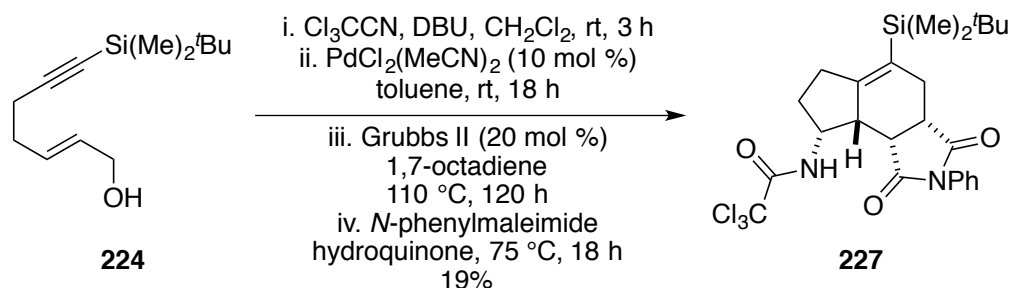 Si(Me)₂ᵗBu
OH
224
i. Cl₃CCN, DBU, CH₂Cl₂, rt, 3 h
ii. PdCl₂(MeCN)₂ (10 mol %)
toluene, rt, 18 h
iii. Grubbs II (20 mol %)
1,7-octadiene
110 °C, 120 h
iv. N-phenylmaleimide
hydroquinone, 75 °C, 18 h
19%
Si(Me)₂ᵗBu
H
O
NPh
O
NH
O
Cl₃C
227